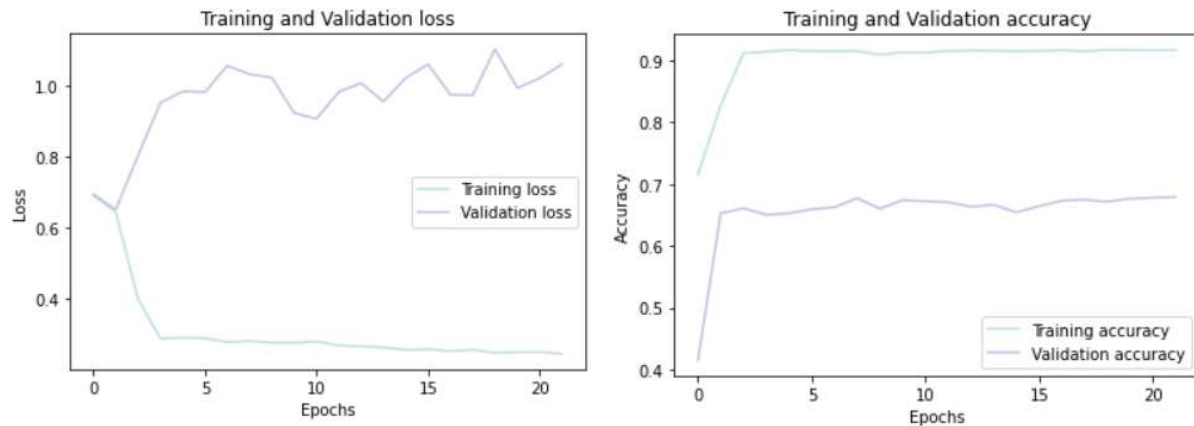 Training and Validation loss
1.0
0.8
0.6
0.4
Loss
Training loss
Validation loss
0
5
10
15
20
Epochs
Training and Validation accuracy
0.9
0.8
0.7
0.6
0.5
0.4
Accuracy
Training accuracy
Validation accuracy
0
5
10
15
20
Epochs